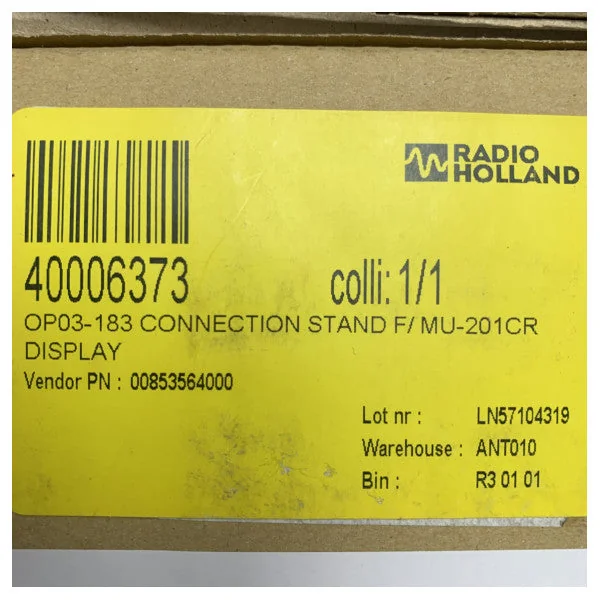 RADIO
HOLLAND
40006373 colli: 1/1
OP03-183 CONNECTION STAND F/ MU-201CR
DISPLAY
Vendor PN : 00853564000
Lot nr : LN57104319
Warehouse : ANT010
Bin : R3 01 01